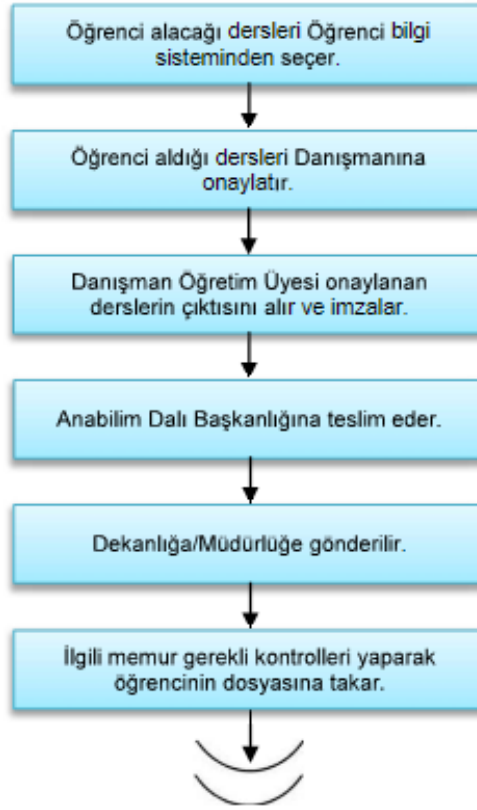 Öğrenci alacağı dersleri Öğrenci bilgi
sisteminden seçer.
Öğrenci aldığı dersleri Danışmanına
onaylatır.
Danışman Öğretim Üyesi onaylanan
derslerin çıktısını alır ve imzalar.
Anabilim Dalı Başkanlığına teslim eder.
Dekanlığa/Müdürlüğe gönderilir.
İlgili memur gerekli kontrolleri yaparak
öğrencinin dosyasına takar.